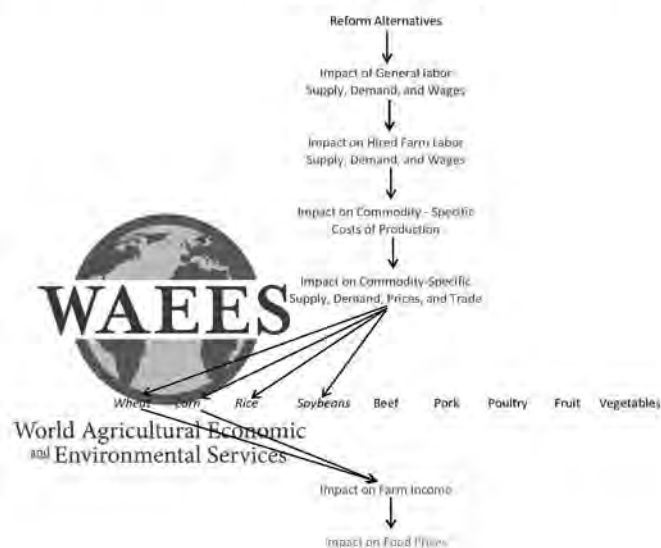 Reform Alternatives
Impact of General labor
Supply, Demand, and Wages
Impact on Hired Farm Labor
Supply, Demand, and Wages
Impact on Commodity - Specific
Costs of Production
Impact on Commodity-Specific
Supply, Demand, Prices, and Trade
WAEES
Wheat Corn Rice Soybeans Beef Pork Poultry Fruit Vegetables
World Agricultural Economic
and Environmental Services
Impact on Farm Income
Impact on Food Prices